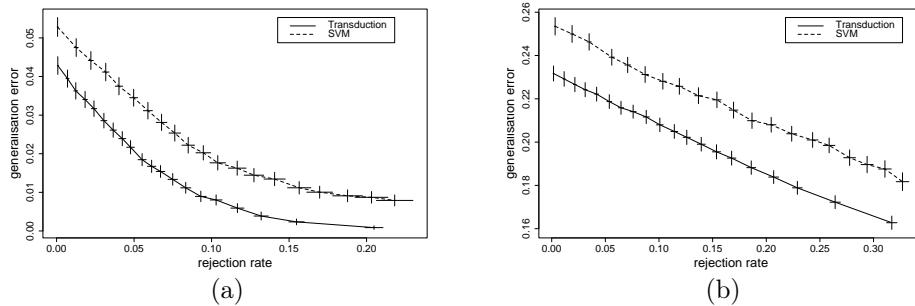 Transduction
SVM
generalisation error
0.00 0.01 0.02 0.03 0.04 0.05
0.00 0.05 0.10 0.15 0.20
rejection rate
(a)
Transduction
SVM
generalisation error
0.16 0.18 0.20 0.22 0.24 0.26
0.00 0.05 0.10 0.15 0.20 0.25 0.30
rejection rate
(b)